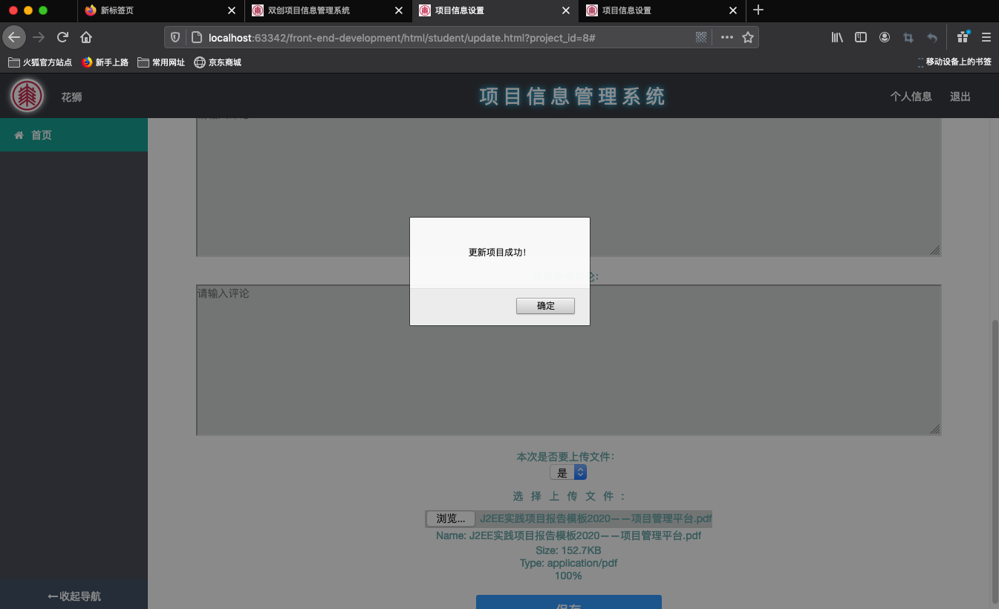 新标签页
双创项目信息管理系统
项目信息设置
项目信息设置
localhost:63342/front-end-development/html/student/update.html?project_id=8#
火狐官方站点
新手上路
常用网址
京东商城
移动设备上的书签
花狮
项目信息管理系统
个人信息
退出
首页
更新项目成功！
确定
请输入评论
本次是否要上传文件：
是
选择上传文件：
浏览...
J2EE实践项目报告模板2020——项目管理平台.pdf
Name: J2EE实践项目报告模板2020——项目管理平台.pdf
Size: 152.7KB
Type: application/pdf
100%
保存
←收起导航